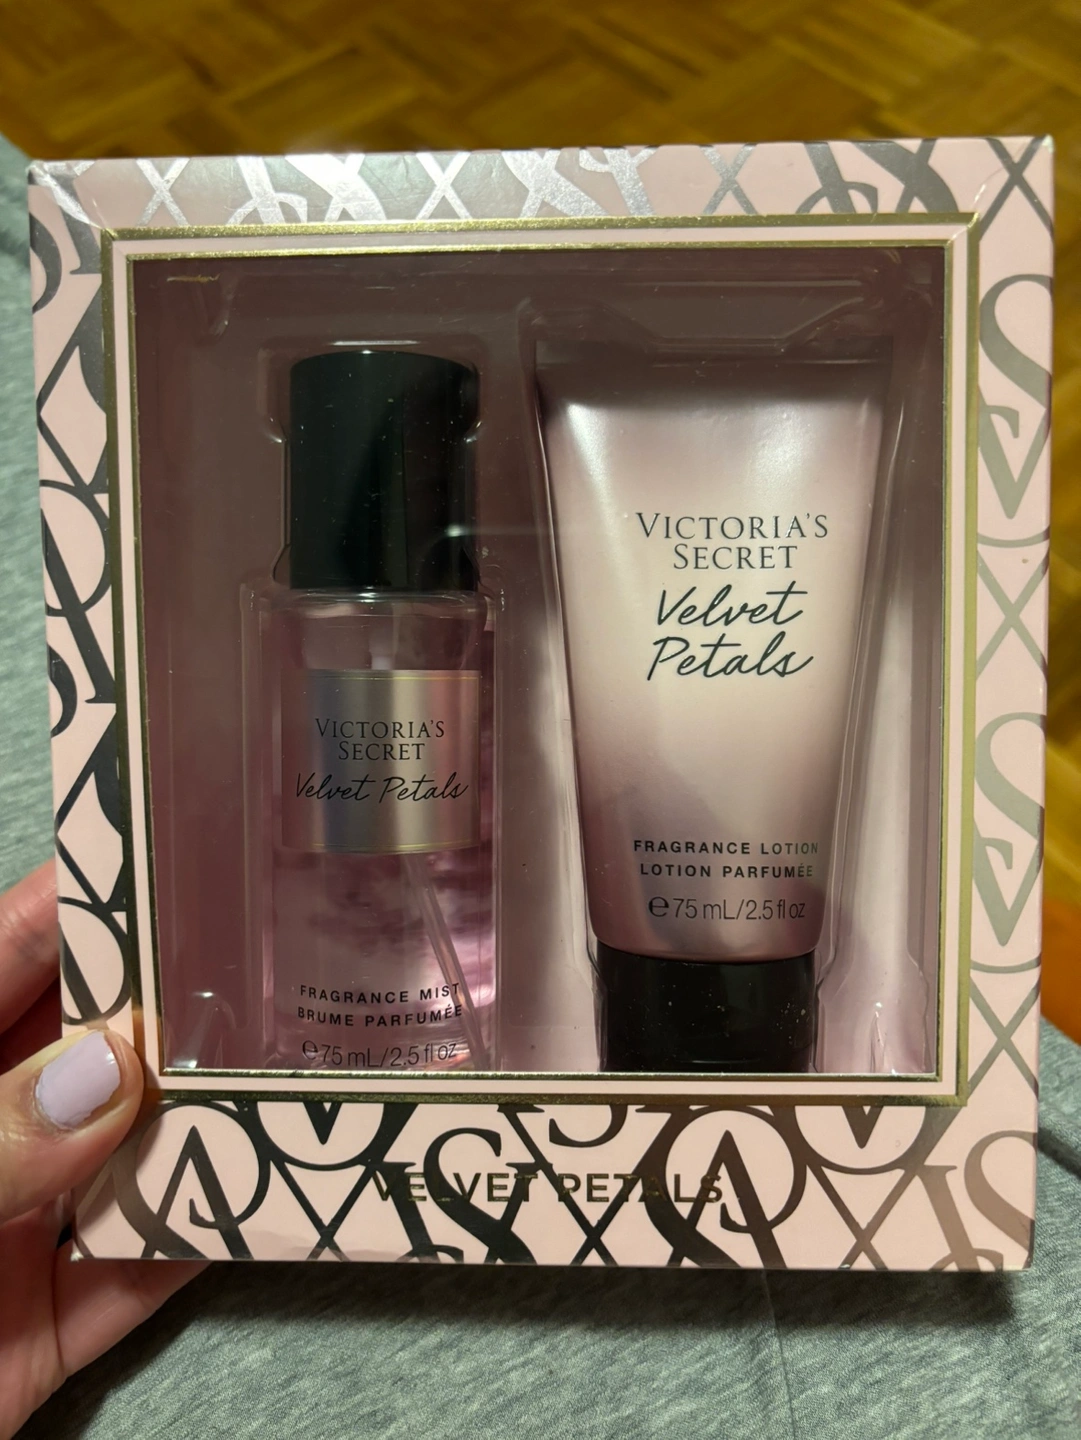 VICTORIA'S
SECRET
Velvet Petals
FRAGRANCE MIST
BRUME PARFUMÉE
℮75 mL/2.5 fl oz
VICTORIA'S
SECRET
Velvet
Petals
FRAGRANCE LOTION
LOTION PARFUMÉE
℮75 mL/2.5 fl oz
VELVET PETALS